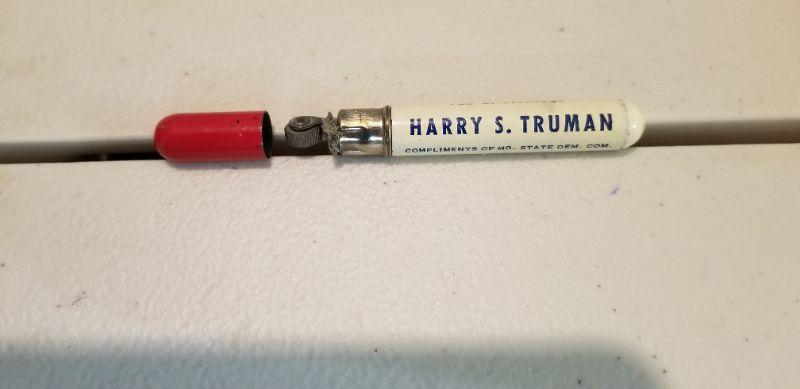 HARRY S. TRUMAN
COMPLIMENTS OF MO. STATE DEM. COM.